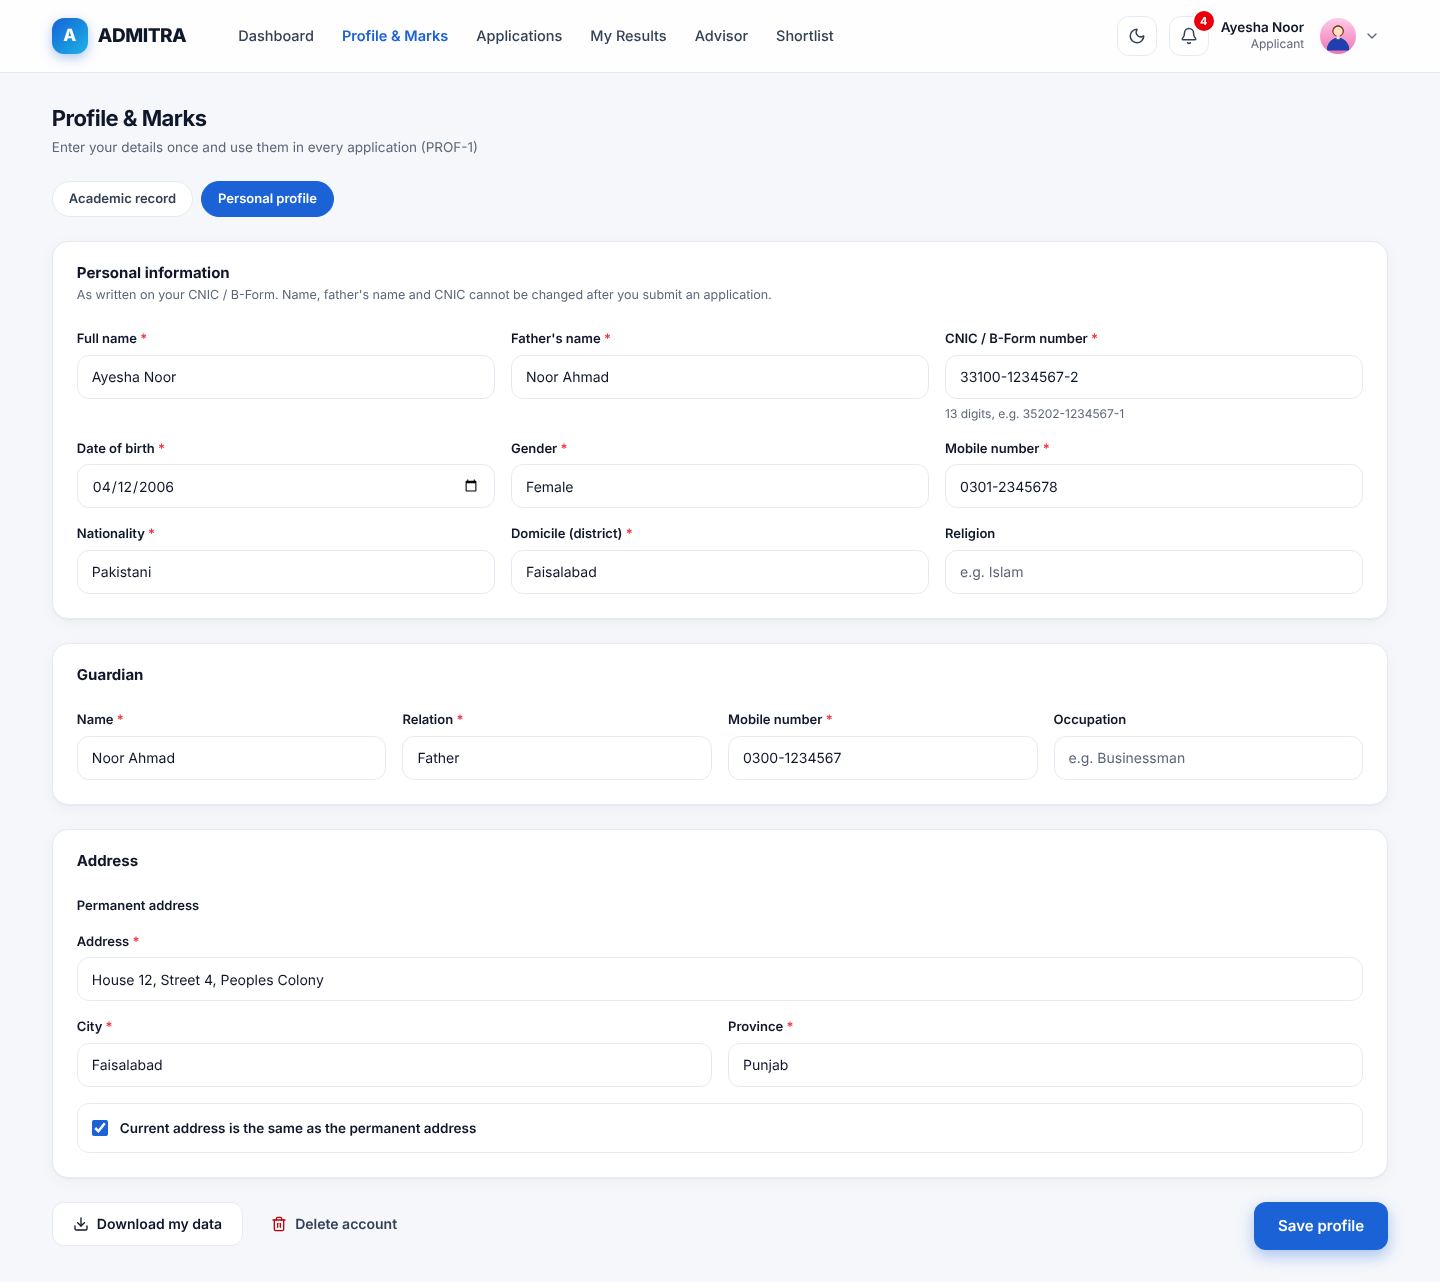 A ADMITRA Dashboard Profile & Marks Applications My Results Advisor Shortlist 4 Ayesha Noor
Applicant
Profile & Marks
Enter your details once and use them in every application (PROF-1)
Academic record Personal profile
Personal information
As written on your CNIC / B-Form. Name, father's name and CNIC cannot be changed after you submit an application.
Full name * Father's name * CNIC / B-Form number *
Ayesha Noor Noor Ahmad 33100-1234567-2
13 digits, e.g. 35202-1234567-1
Date of birth * Gender * Mobile number *
04/12/2006 Female 0301-2345678
Nationality * Domicile (district) * Religion
Pakistani Faisalabad e.g. Islam
Guardian
Name * Relation * Mobile number * Occupation
Noor Ahmad Father 0300-1234567 e.g. Businessman
Address
Permanent address
Address *
House 12, Street 4, Peoples Colony
City * Province *
Faisalabad Punjab
Current address is the same as the permanent address
Download my data Delete account Save profile